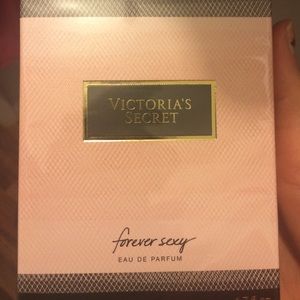 VICTORIA'S
SECRET
forever sexy
EAU DE PARFUM